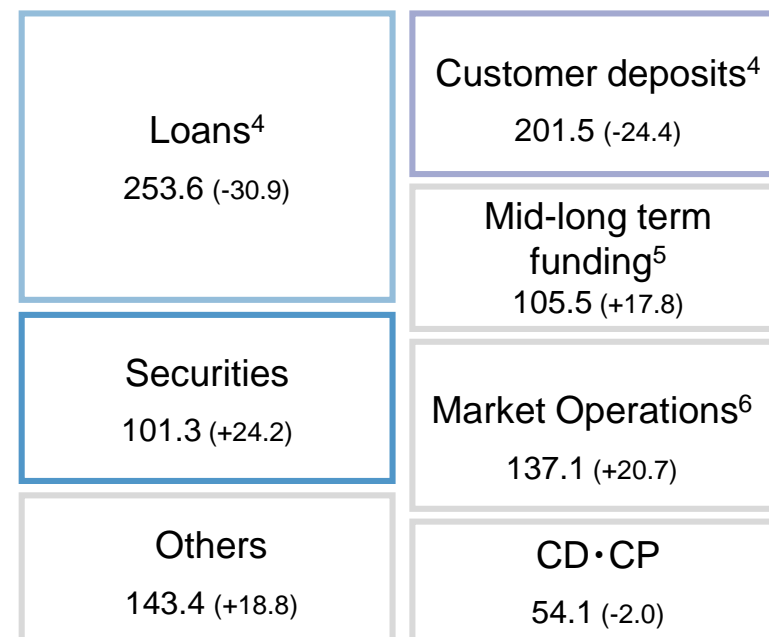 Loans4
253.6 (-30.9)
Securities
101.3 (+24.2)
Others
143.4 (+18.8)
Customer deposits4
201.5 (-24.4)
Mid-long term
funding5
105.5 (+17.8)
Market Operations6
137.1 (+20.7)
CD・CP
54.1 (-2.0)